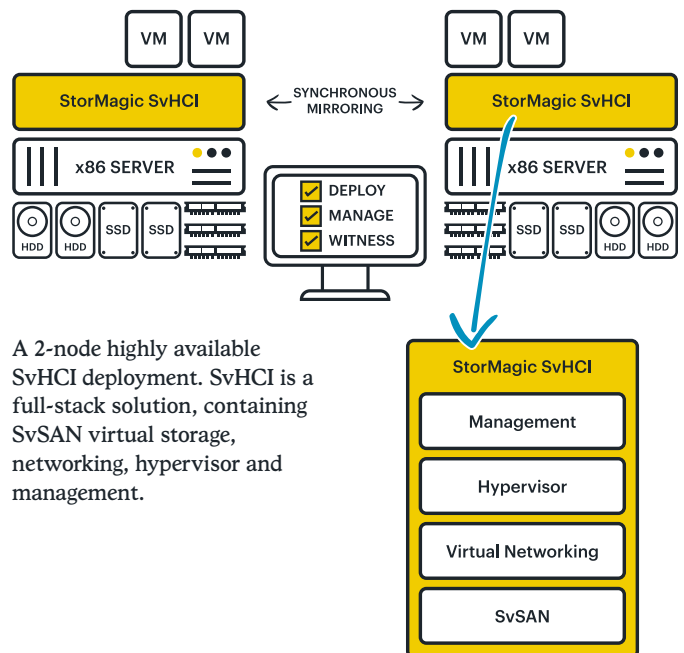 VM VM
VM VM
StorMagic SvHCI
SYNCHRONOUS
MIRRORING
StorMagic SvHCI
x86 SERVER
x86 SERVER
DEPLOY
MANAGE
WITNESS
HDD HDD SSD SSD
SSD SSD HDD HDD
A 2-node highly available
SvHCI deployment. SvHCI is a
full-stack solution, containing
SvSAN virtual storage,
networking, hypervisor and
management.
StorMagic SvHCI
Management
Hypervisor
Virtual Networking
SvSAN